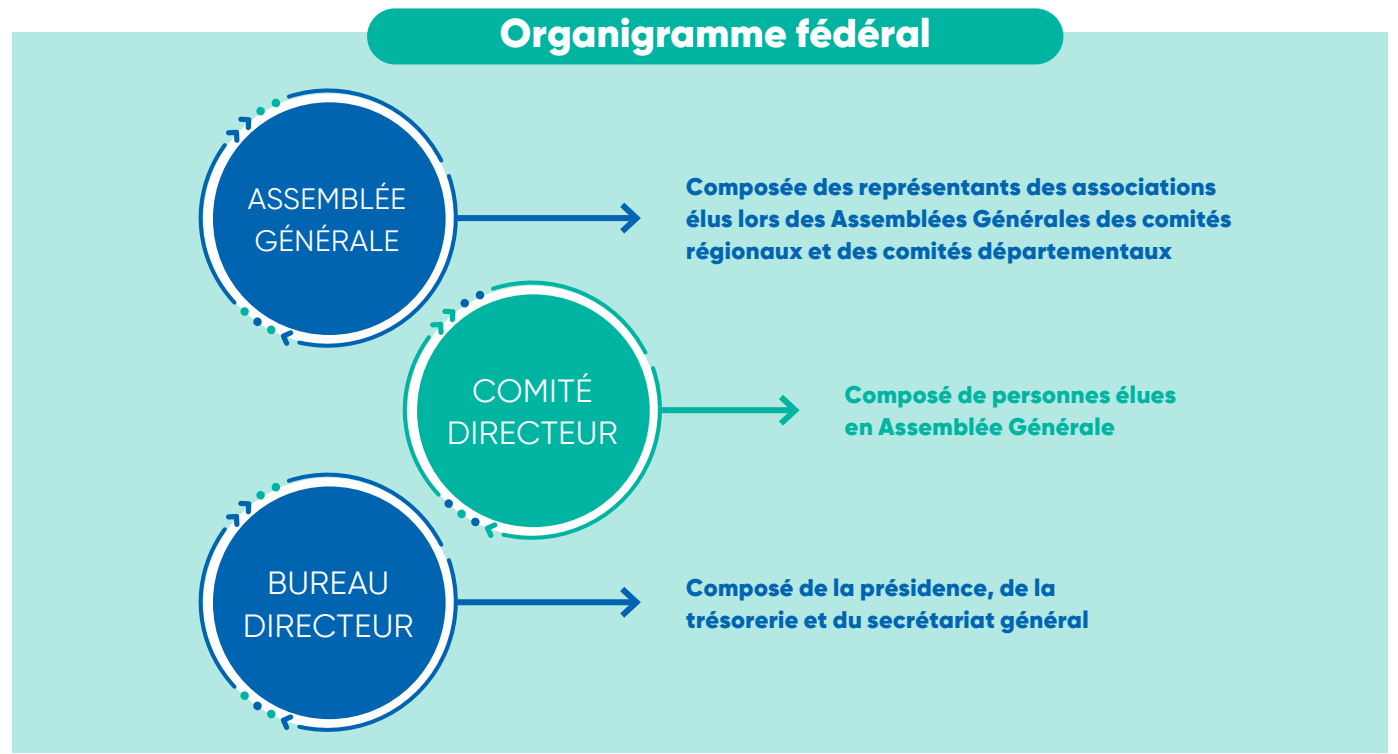 Organigramme fédéral
ASSEMBLÉE
GÉNÉRALE
Composée des représentants des associations
élus lors des Assemblées Générales des comités
régionaux et des comités départementaux
COMITÉ
DIRECTEUR
Composé de personnes élues
en Assemblée Générale
BUREAU
DIRECTEUR
Composé de la présidence, de la
trésorerie et du secrétariat général